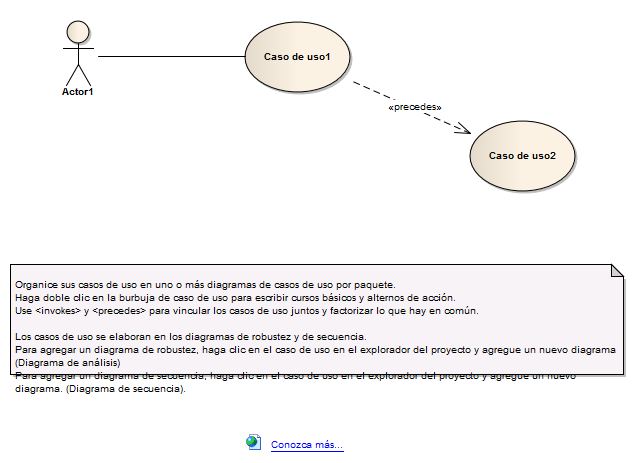 Caso de uso1
Actor1
«precedes»
Caso de uso2
Organice sus casos de uso en uno o más diagramas de casos de uso por paquete.
Haga doble clic en la burbuja de caso de uso para escribir cursos básicos y alternos de acción.
Use <invokes> y <precedes> para vincular los casos de uso juntos y factorizar lo que hay en común.
Los casos de uso se elaboran en los diagramas de robustez y de secuencia.
Para agregar un diagrama de robustez, haga clic en el caso de uso en el explorador del proyecto y agregue un nuevo diagrama
(Diagrama de análisis)
Para agregar un diagrama de secuencia, haga clic en el caso de uso en el explorador del proyecto y agregue un nuevo
diagrama. (Diagrama de secuencia).
Conozca más...